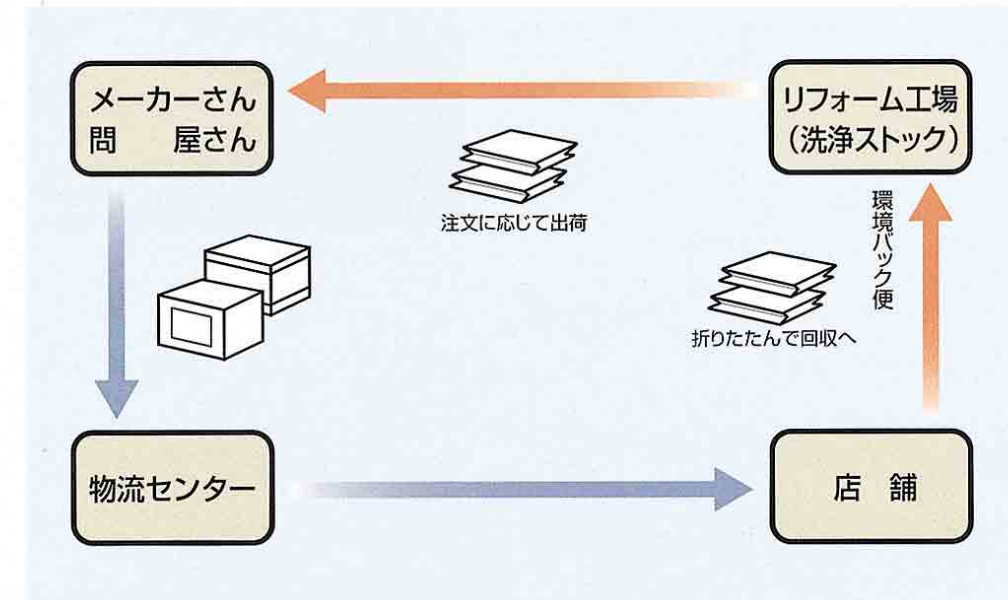 メーカーさん
問　屋さん
リフォーム工場
（洗浄ストック）
注文に応じて出荷
環境バック便
折りたたんで回収へ
物流センター
店　舗